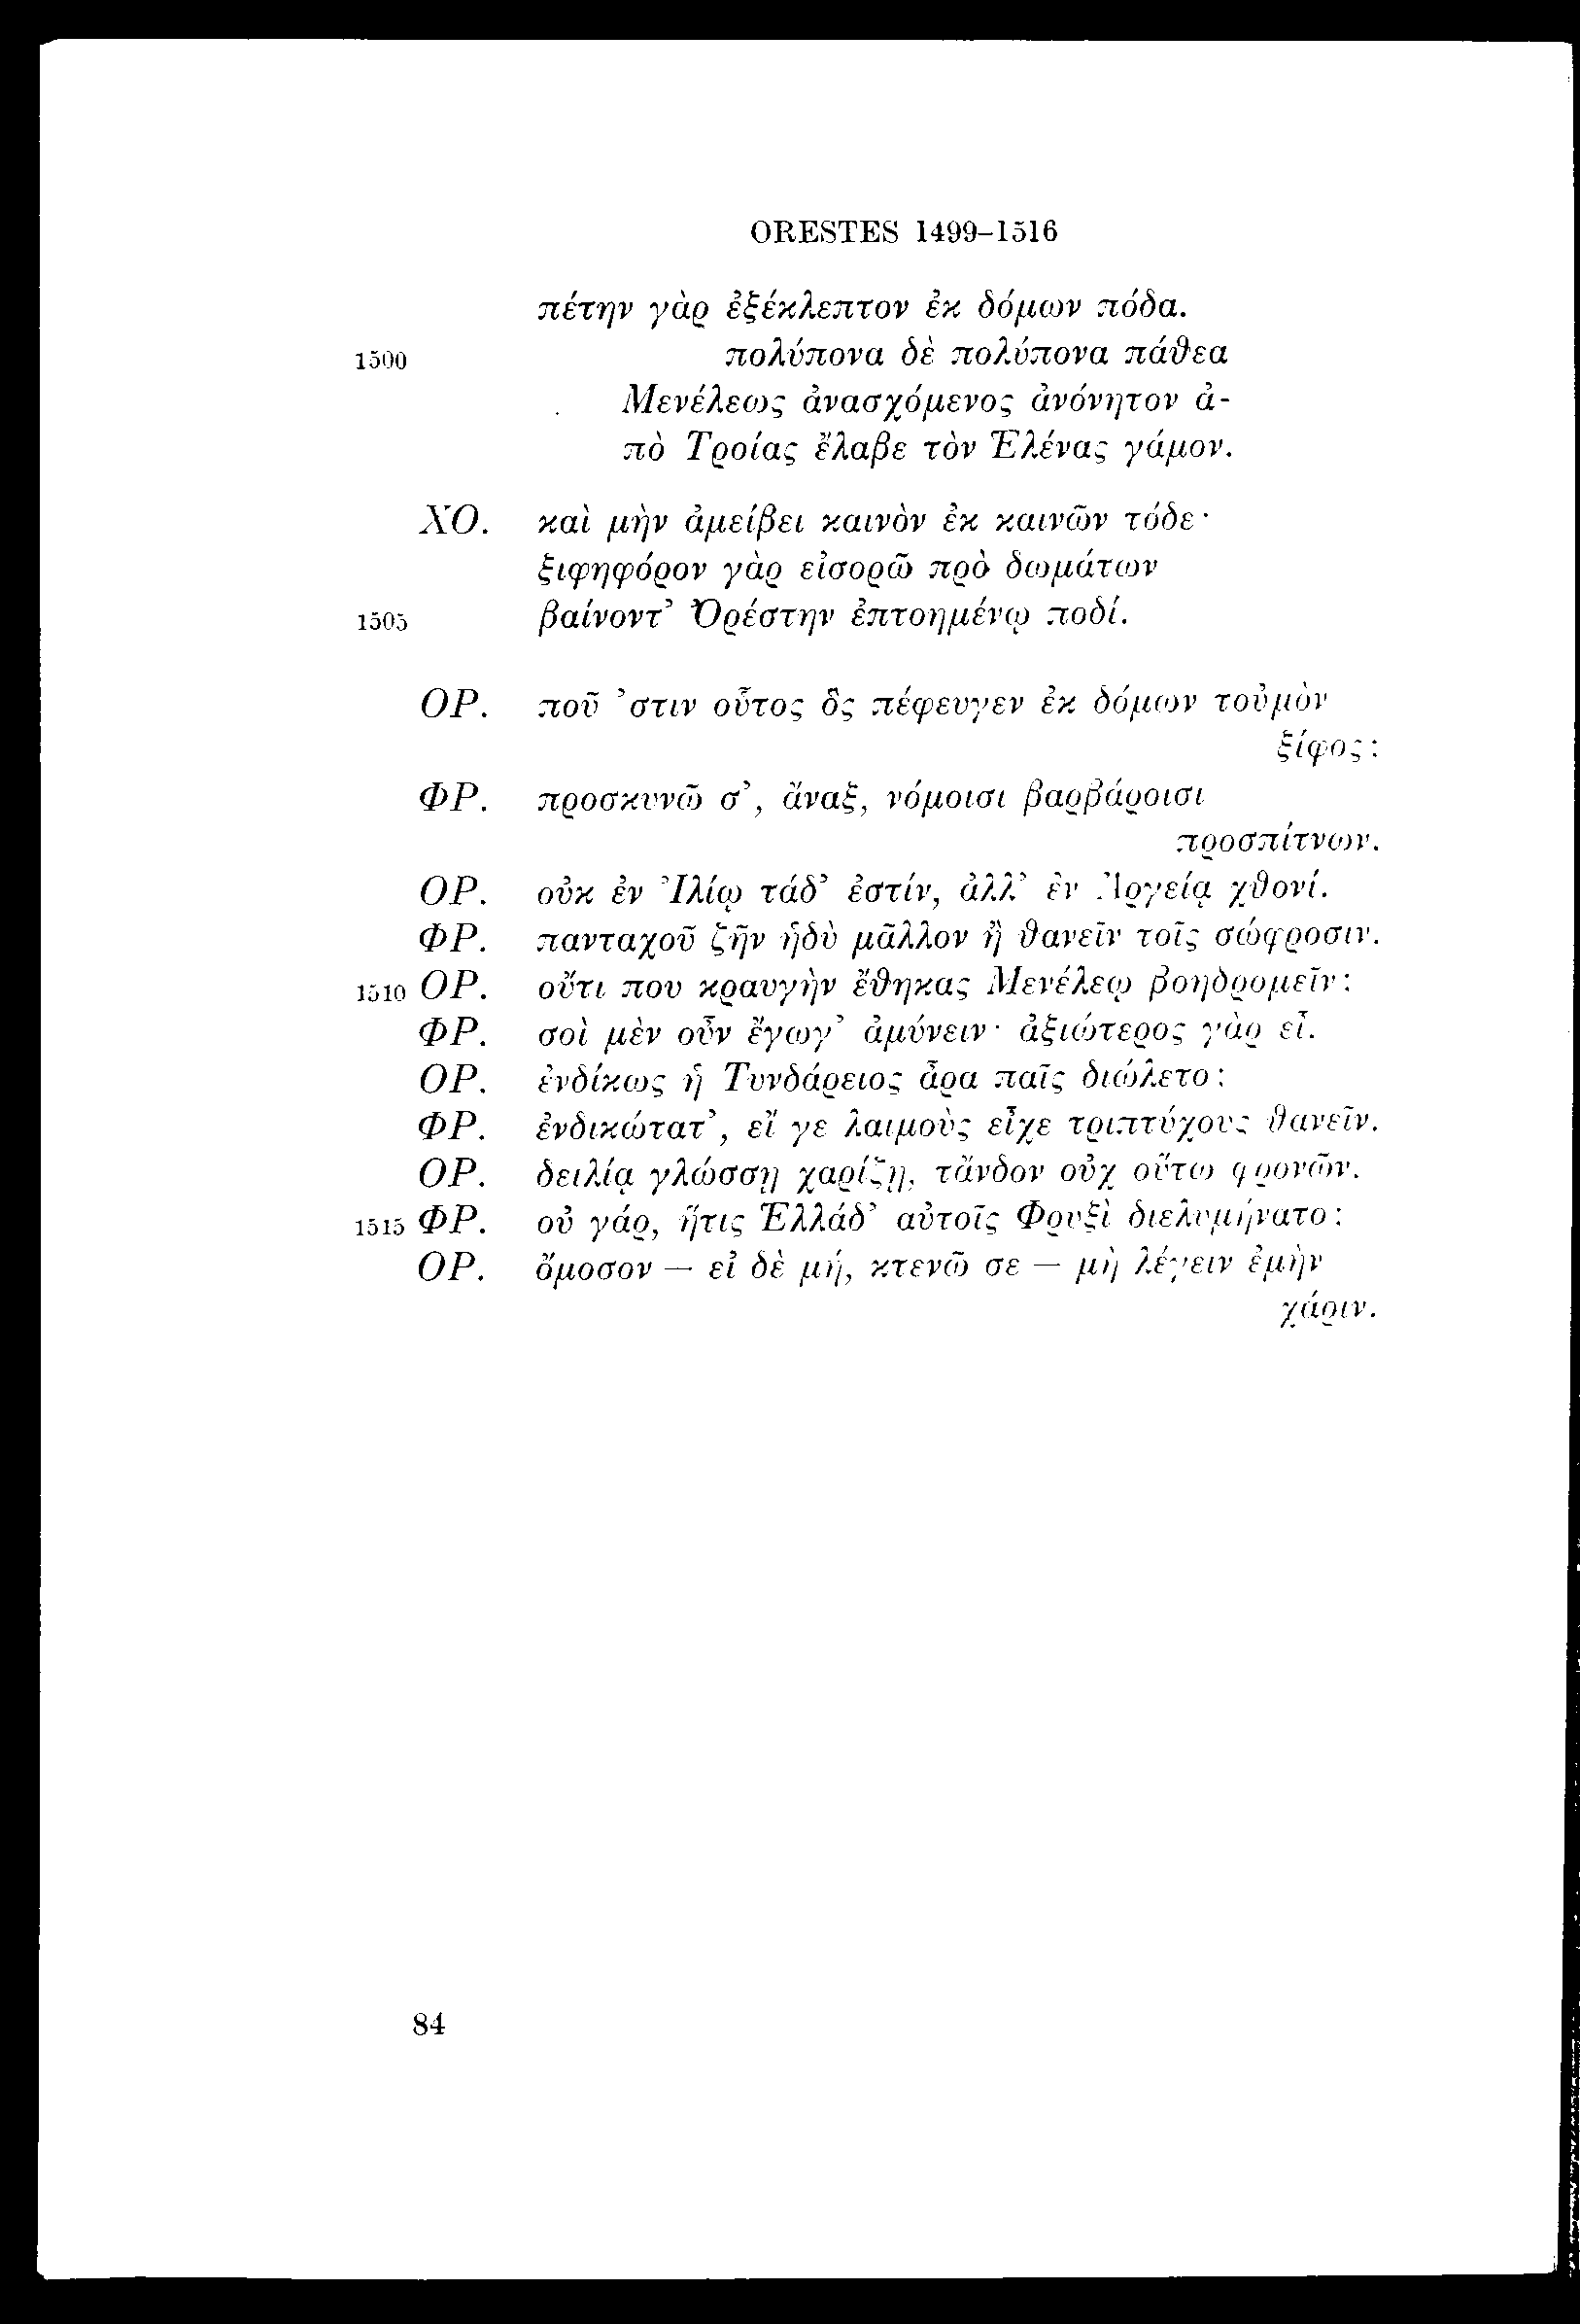 ORESTES 1499–1516
πέτην γὰρ ἐξέκλεπτον ἐκ δόμων πόδα.
1500 πολύπονα δὲ πολύπονα πάθεα
Μενέλεως ἀνασχόμενος ἀνόνητον ἀ-
πὸ Τροίας ἔλαβε τὸν Ἑλένας γάμον.
ΧΟ. καὶ μὴν ἀμείβει καινὸν ἐκ καινῶν τόδε·
ξιφηφόρον γὰρ εἰσορῶ πρὸ δωμάτων
1505 βαίνοντ’ Ὀρέστην ἐπτοημένῳ ποδί.
ΟΡ. ποῦ ’στιν οὗτος ὃς πέφευγεν ἐκ δόμων τοὐμὸν
ξίφος;
ΦΡ. προσκυνῶ σ’, ἄναξ, νόμοισι βαρβάροισι
προσπίτνων.
ΟΡ. οὐκ ἐν Ἰλίῳ τάδ’ ἐστίν, ἀλλ’ ἐν Ἀργείᾳ χθονί.
ΦΡ. πανταχοῦ ζῆν ἡδὺ μᾶλλον ἢ θανεῖν τοῖς σώφροσιν.
1510 ΟΡ. οὔτι που κραυγὴν ἔθηκας Μενέλεῳ βοηδρομεῖν;
ΦΡ. σοὶ μὲν οὖν ἔγωγ’ ἀμύνειν· ἀξιώτερος γὰρ εἶ.
ΟΡ. ἐνδίκως ἡ Τυνδάρειος ἆρα παῖς διώλετο;
ΦΡ. ἐνδικώτατ’, εἴ γε λαιμοὺς εἶχε τριπτύχους θανεῖν.
ΟΡ. δειλίᾳ γλώσσῃ χαρίζῃ, τἄνδον οὐχ οὕτω φρονῶν.
1515 ΦΡ. οὐ γάρ, ἥτις Ἑλλάδ’ αὐτοῖς Φρυξὶ διελυμήνατο;
ΟΡ. ὄμοσον — εἰ δὲ μή, κτενῶ σε — μὴ λέγειν ἐμὴν
χάριν.
84